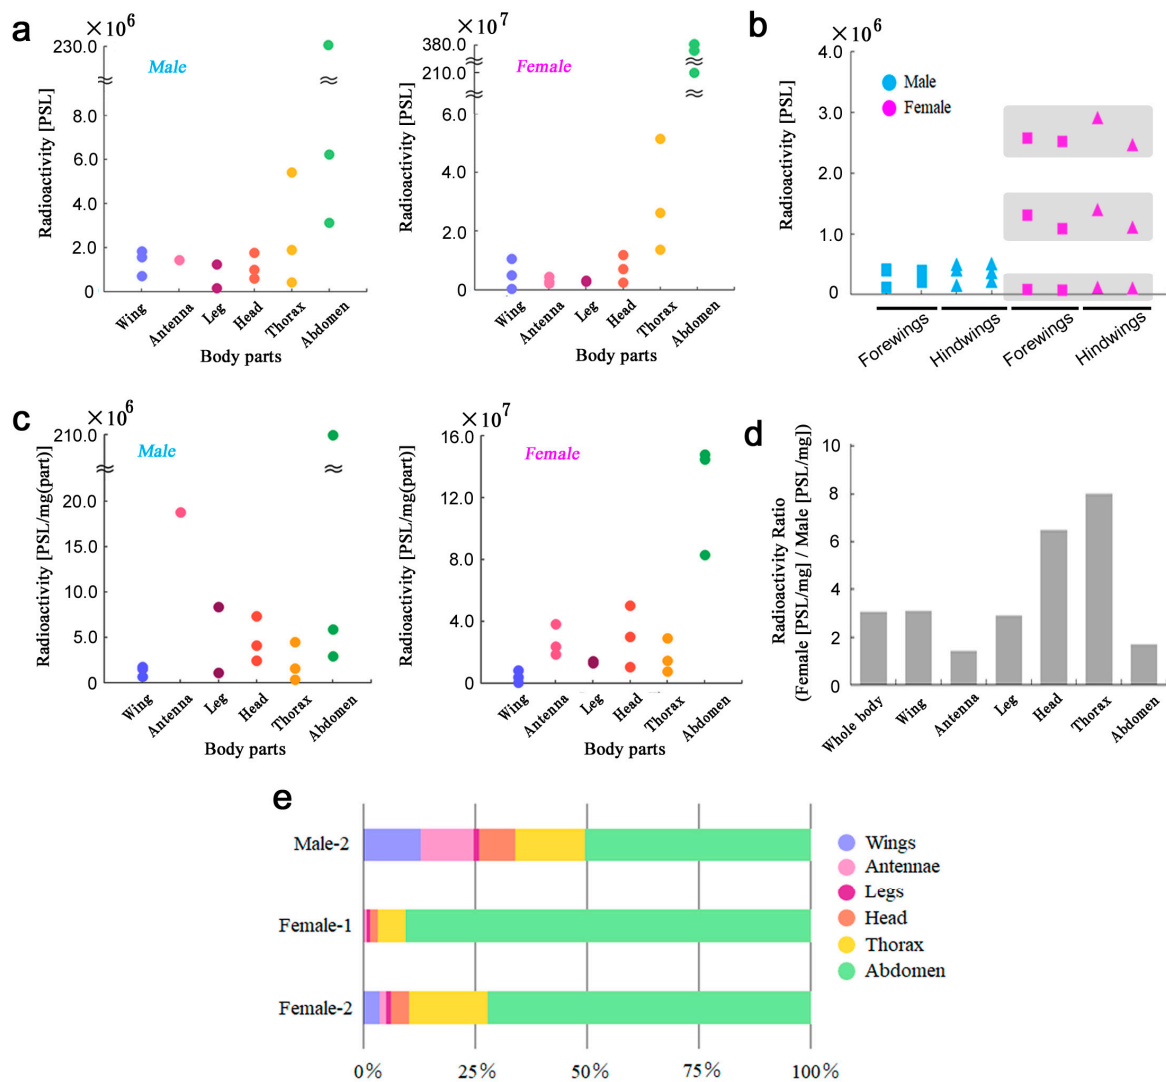 a
×10⁶
230.0
8.0
6.0
4.0
2.0
0
Radioactivity [PSL]
Male
Wing
Antenna
Leg
Head
Thorax
Abdomen
Body parts
×10⁷
380.0
210.0
6.0
4.0
2.0
0
Radioactivity [PSL]
Female
Wing
Antenna
Leg
Head
Thorax
Abdomen
Body parts
b
×10⁶
4.0
3.0
2.0
1.0
0
Radioactivity [PSL]
Male
Female
Forewings
Hindwings
Forewings
Hindwings
c
×10⁶
210.0
20.0
15.0
10.0
5.0
0
Radioactivity [PSL/mg(part)]
Male
Wing
Antenna
Leg
Head
Thorax
Abdomen
Body parts
×10⁷
16.0
12.0
8.0
4.0
0
Radioactivity [PSL/mg(part)]
Female
Wing
Antenna
Leg
Head
Thorax
Abdomen
Body parts
d
10
8
6
4
2
0
Radioactivity Ratio
(Female [PSL/mg] / Male [PSL/mg])
Whole body
Wing
Antenna
Leg
Head
Thorax
Abdomen
e
Male-2
Female-1
Female-2
0%
25%
50%
75%
100%
Wings
Antennae
Legs
Head
Thorax
Abdomen